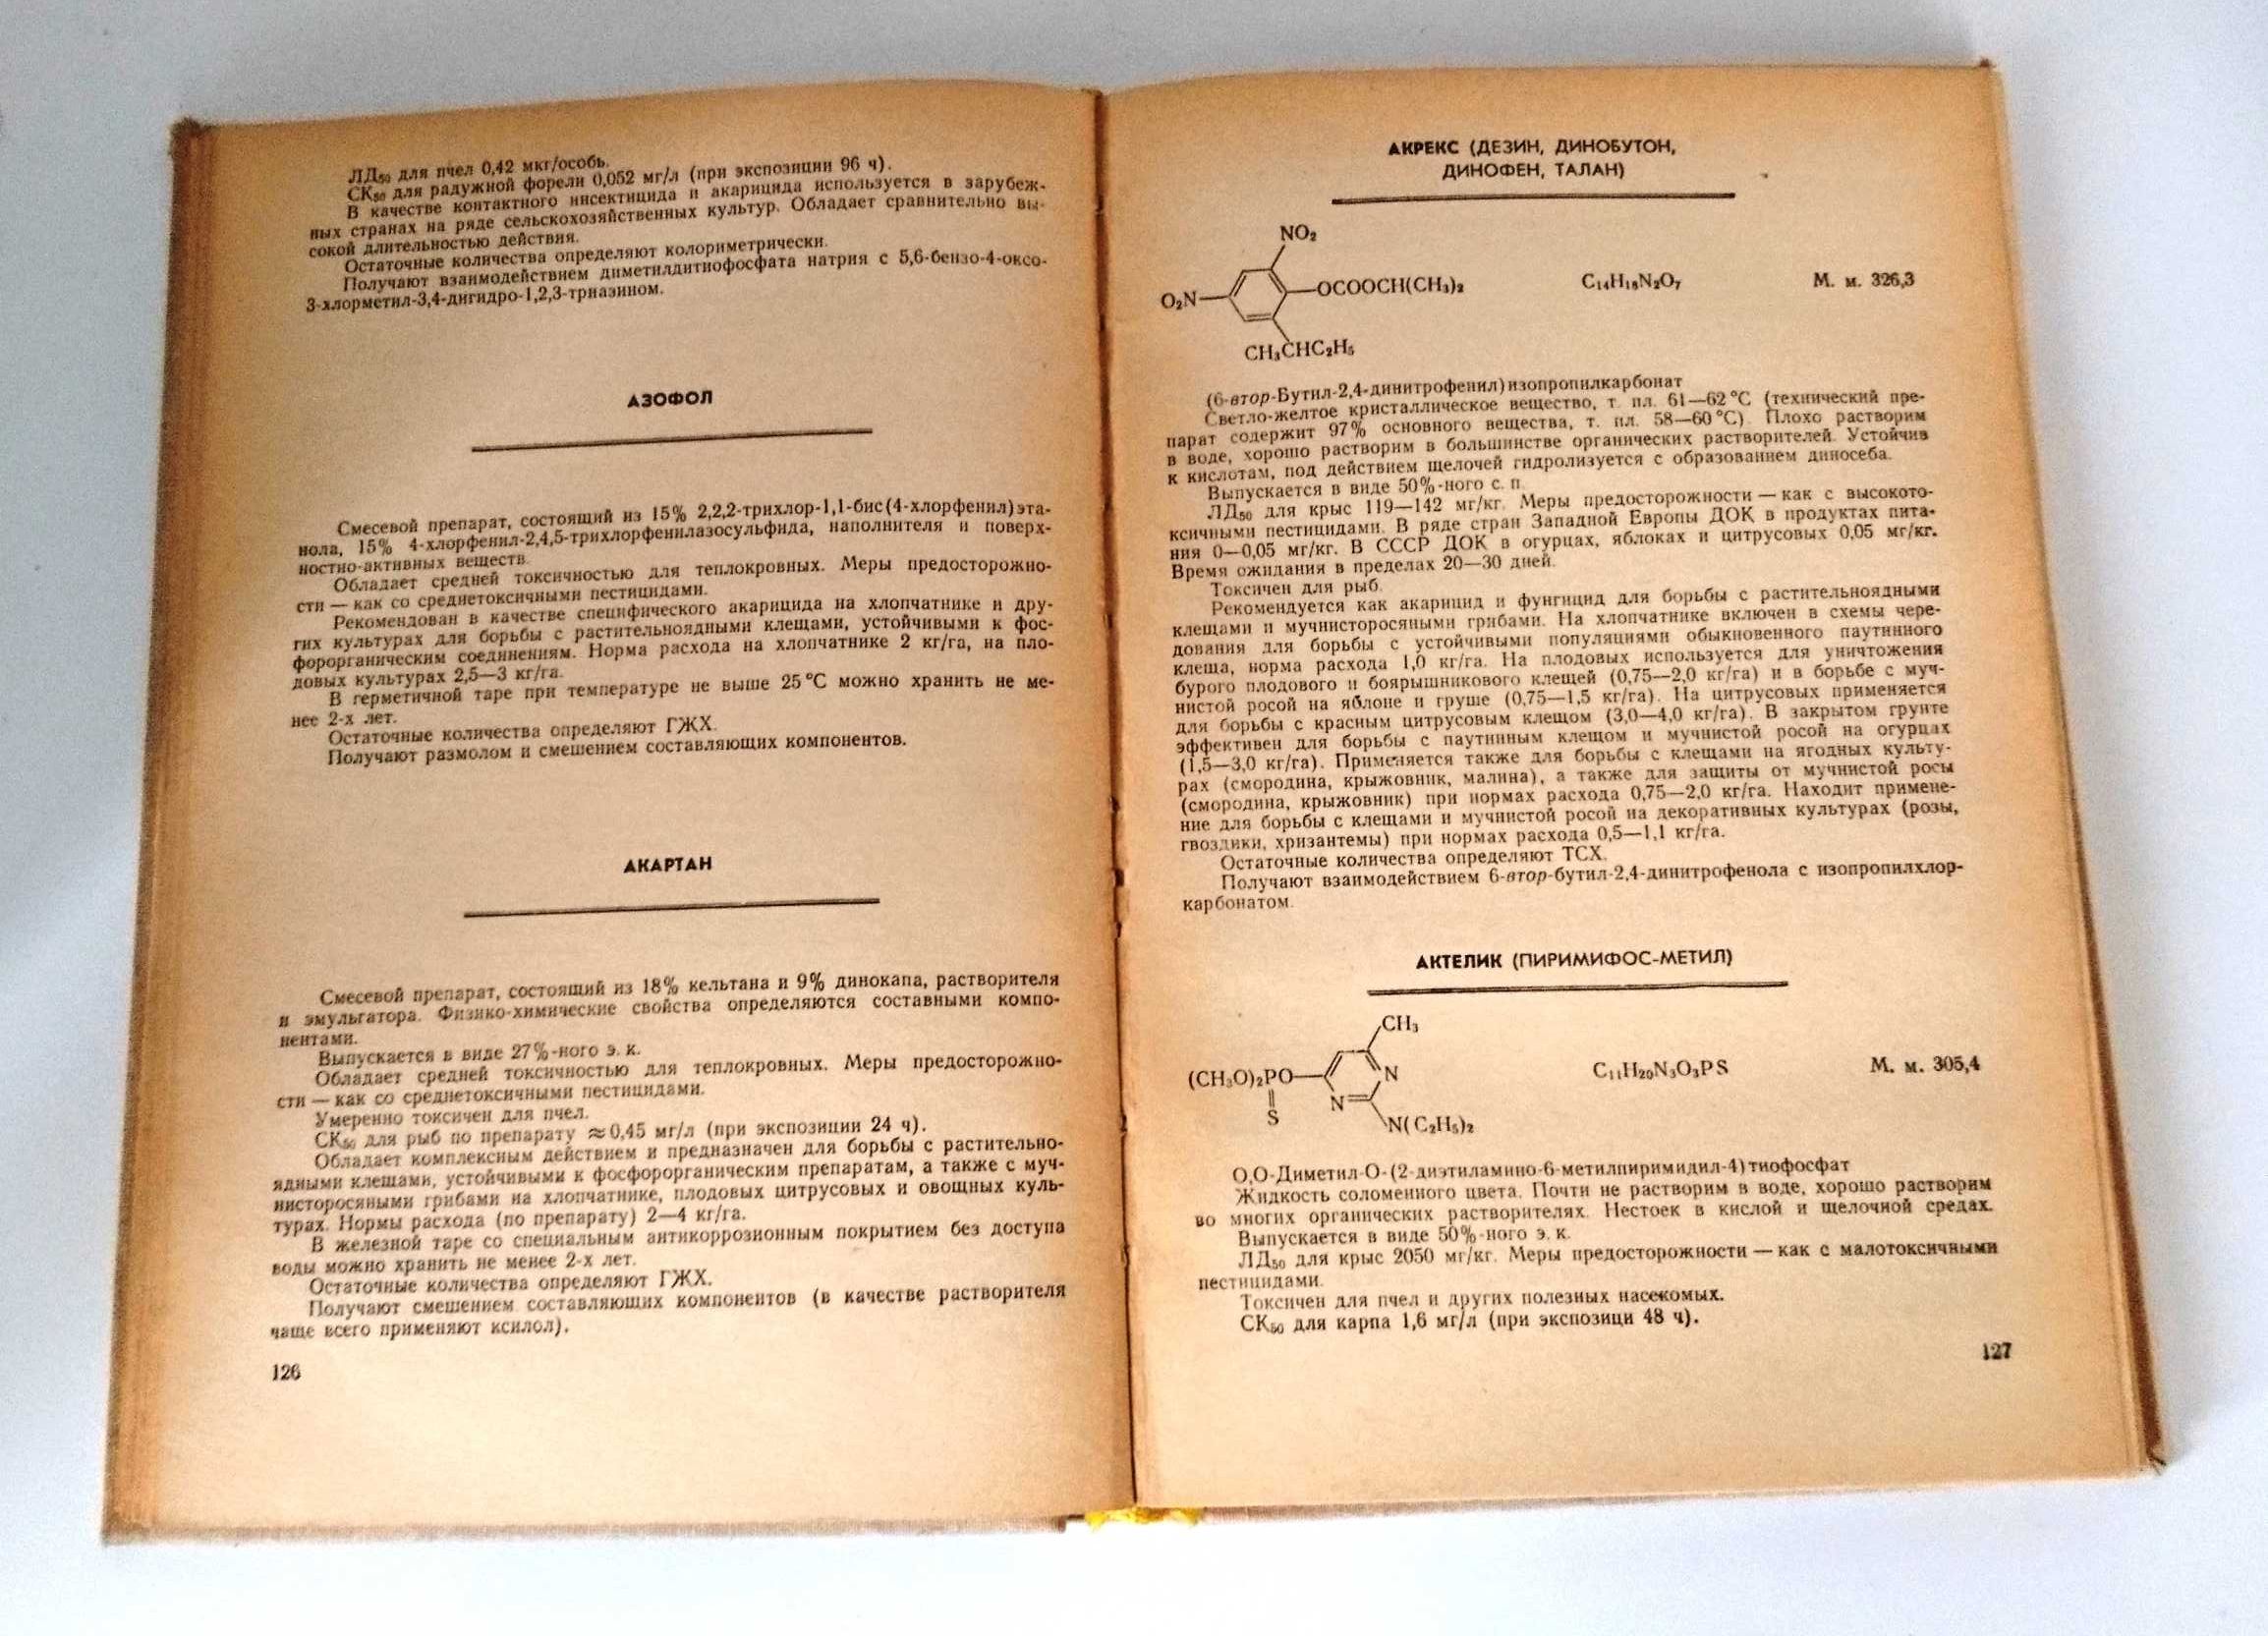 ЛД₅₀ для пчел 0,42 мкг/особь.
СК₅₀ для радужной форели 0,052 мг/л (при экспозиции 96 ч).
В качестве контактного инсектицида и акарицида используется в зарубеж-
ных странах на ряде сельскохозяйственных культур. Обладает сравнительно вы-
сокой длительностью действия.
Остаточные количества определяют колориметрически.
Получают взаимодействием диметилдитиофосфата натрия с 5,6-бензо-4-оксо-
3-хлорметил-3,4-дигидро-1,2,3-триазином.
АЗОФОЛ
Смесевой препарат, состоящий из 15% 2,2,2-трихлор-1,1-бис(4-хлорфенил)эта-
нола, 15% 4-хлорфенил-2,4,5-трихлорфенилазосульфида, наполнителя и поверх-
ностно-активных веществ.
Обладает средней токсичностью для теплокровных. Меры предосторожно-
сти — как со среднетоксичными пестицидами.
Рекомендован в качестве специфического акарицида на хлопчатнике и дру-
гих культурах для борьбы с растительноядными клещами, устойчивыми к фос-
форорганическим соединениям. Норма расхода на хлопчатнике 2 кг/га, на пло-
довых культурах 2,5—3 кг/га.
В герметичной таре при температуре не выше 25 °С можно хранить не ме-
нее 2-х лет.
Остаточные количества определяют ГЖХ.
Получают размолом и смешением составляющих компонентов.
АКАРТАН
Смесевой препарат, состоящий из 18% кельтана и 9% динокапа, растворителя
и эмульгатора. Физико-химические свойства определяются составными компо-
нентами.
Выпускается в виде 27%-ного э. к.
Обладает средней токсичностью для теплокровных. Меры предосторожно-
сти — как со среднетоксичными пестицидами.
Умеренно токсичен для пчел.
СК₅₀ для рыб по препарату ≈0,45 мг/л (при экспозиции 24 ч).
Обладает комплексным действием и предназначен для борьбы с растительно-
ядными клещами, устойчивыми к фосфорорганическим препаратам, а также с муч-
нисторосяными грибами на хлопчатнике, плодовых цитрусовых и овощных куль-
турах. Нормы расхода (по препарату) 2—4 кг/га.
В железной таре со специальным антикоррозионным покрытием без доступа
воды можно хранить не менее 2-х лет.
Остаточные количества определяют ГЖХ.
Получают смешением составляющих компонентов (в качестве растворителя
чаще всего применяют ксилол).
126
АКРЕКС (ДЕЗИН, ДИНОБУТОН,
ДИНОФЕН, ТАЛАН)
NO₂
O₂N— —OCOOCH(CH₃)₂ C₁₄H₁₈N₂O₇ М. м. 326,3
CH₃CHC₂H₅
(6-втор-Бутил-2,4-динитрофенил)изопропилкарбонат
Светло-желтое кристаллическое вещество, т. пл. 61—62 °С (технический пре-
парат содержит 97% основного вещества, т. пл. 58—60 °С). Плохо растворим
в воде, хорошо растворим в большинстве органических растворителей. Устойчив
к кислотам, под действием щелочей гидролизуется с образованием диносеба.
Выпускается в виде 50%-ного с. п.
ЛД₅₀ для крыс 119—142 мг/кг. Меры предосторожности — как с высокото-
ксичными пестицидами. В ряде стран Западной Европы ДОК в продуктах пита-
ния 0—0,05 мг/кг. В СССР ДОК в огурцах, яблоках и цитрусовых 0,05 мг/кг.
Время ожидания в пределах 20—30 дней.
Токсичен для рыб.
Рекомендуется как акарицид и фунгицид для борьбы с растительноядными
клещами и мучнисторосяными грибами. На хлопчатнике включен в схемы чере-
дования для борьбы с устойчивыми популяциями обыкновенного паутинного
клеща, норма расхода 1,0 кг/га. На плодовых используется для уничтожения
бурого плодового и боярышникового клещей (0,75—2,0 кг/га) и в борьбе с муч-
нистой росой на яблоне и груше (0,75—1,5 кг/га). На цитрусовых применяется
для борьбы с красным цитрусовым клещом (3,0—4,0 кг/га). В закрытом грунте
эффективен для борьбы с паутинным клещом и мучнистой росой на огурцах
(1,5—3,0 кг/га). Применяется также для борьбы с клещами на ягодных культу-
рах (смородина, крыжовник, малина), а также для защиты от мучнистой росы
(смородина, крыжовник) при нормах расхода 0,75—2,0 кг/га. Находит примене-
ние для борьбы с клещами и мучнистой росой на декоративных культурах (розы,
гвоздики, хризантемы) при нормах расхода 0,5—1,1 кг/га.
Остаточные количества определяют ТСХ.
Получают взаимодействием 6-втор-бутил-2,4-динитрофенола с изопропилхлор-
карбонатом.
АКТЕЛИК (ПИРИМИФОС-МЕТИЛ)
CH₃
(CH₃O)₂PO— N C₁₁H₂₀N₃O₃PS М. м. 305,4
S N
N(C₂H₅)₂
О,О-Диметил-О-(2-диэтиламино-6-метилпиримидил-4)тиофосфат
Жидкость соломенного цвета. Почти не растворим в воде, хорошо растворим
во многих органических растворителях. Нестоек в кислой и щелочной средах.
Выпускается в виде 50%-ного э. к.
ЛД₅₀ для крыс 2050 мг/кг. Меры предосторожности — как с малотоксичными
пестицидами.
Токсичен для пчел и других полезных насекомых.
СК₅₀ для карпа 1,6 мг/л (при экспозици 48 ч).
127